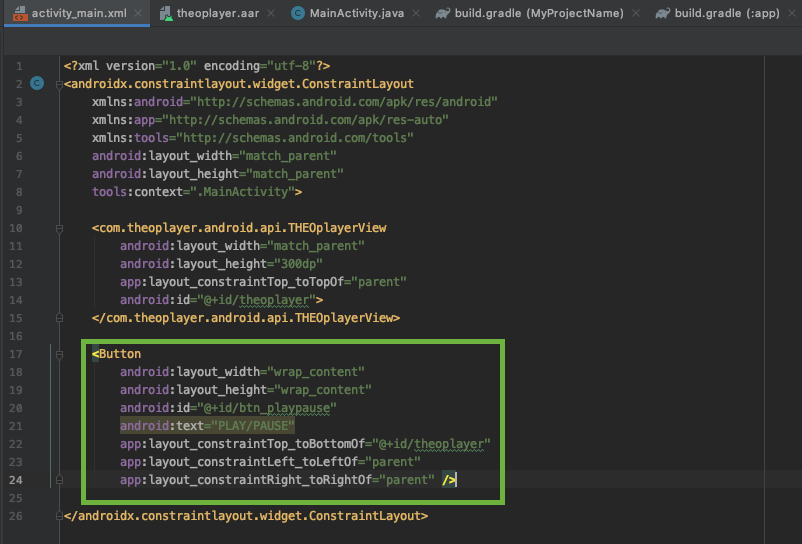 activity_main.xml × theoplayer.aar × C MainActivity.java × build.gradle (MyProjectName) × build.gradle (:app) ×
1 <?xml version="1.0" encoding="utf-8"?>
2 C <androidx.constraintlayout.widget.ConstraintLayout
3 xmlns:android="http://schemas.android.com/apk/res/android"
4 xmlns:app="http://schemas.android.com/apk/res-auto"
5 xmlns:tools="http://schemas.android.com/tools"
6 android:layout_width="match_parent"
7 android:layout_height="match_parent"
8 tools:context=".MainActivity">
9
10 <com.theoplayer.android.api.THEOplayerView
11 android:layout_width="match_parent"
12 android:layout_height="300dp"
13 app:layout_constraintTop_toTopOf="parent"
14 android:id="@+id/theoplayer">
15 </com.theoplayer.android.api.THEOplayerView>
16
17 <Button
18 android:layout_width="wrap_content"
19 android:layout_height="wrap_content"
20 android:id="@+id/btn_playpause"
21 android:text="PLAY/PAUSE"
22 app:layout_constraintTop_toBottomOf="@+id/theoplayer"
23 app:layout_constraintLeft_toLeftOf="parent"
24 app:layout_constraintRight_toRightOf="parent" />
25
26 </androidx.constraintlayout.widget.ConstraintLayout>